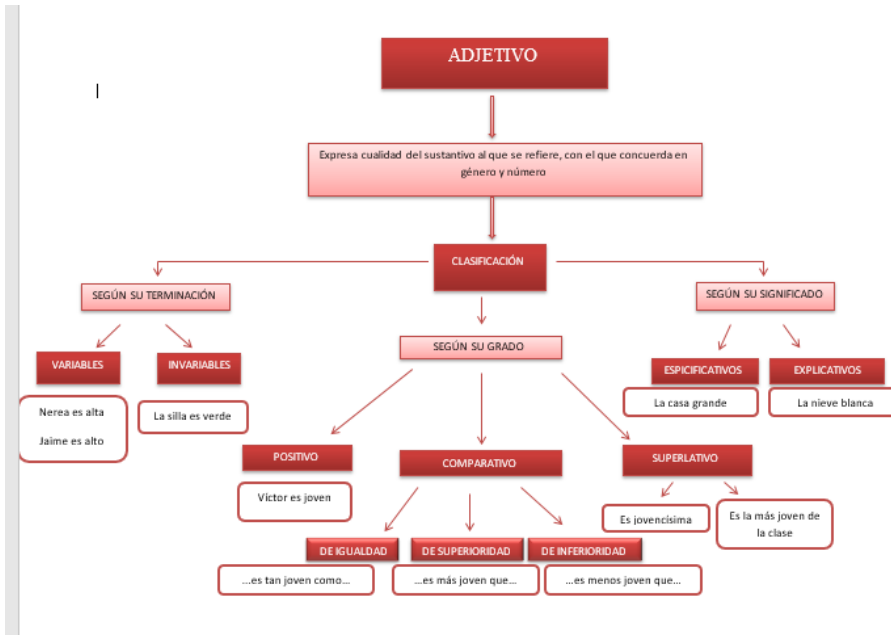 ADJETIVO
Expresa cualidad del sustantivo al que se refiere, con el que concuerda en
género y número
CLASIFICACIÓN
SEGÚN SU TERMINACIÓN
SEGÚN SU SIGNIFICADO
SEGÚN SU GRADO
VARIABLES
INVARIABLES
ESPICIFICATIVOS
EXPLICATIVOS
Nerea es alta
Jaime es alto
La silla es verde
La casa grande
La nieve blanca
POSITIVO
COMPARATIVO
SUPERLATIVO
Víctor es joven
Es jovencísima
Es la más joven de
la clase
DE IGUALDAD
DE SUPERIORIDAD
DE INFERIORIDAD
...es tan joven como...
...es más joven que...
...es menos joven que...